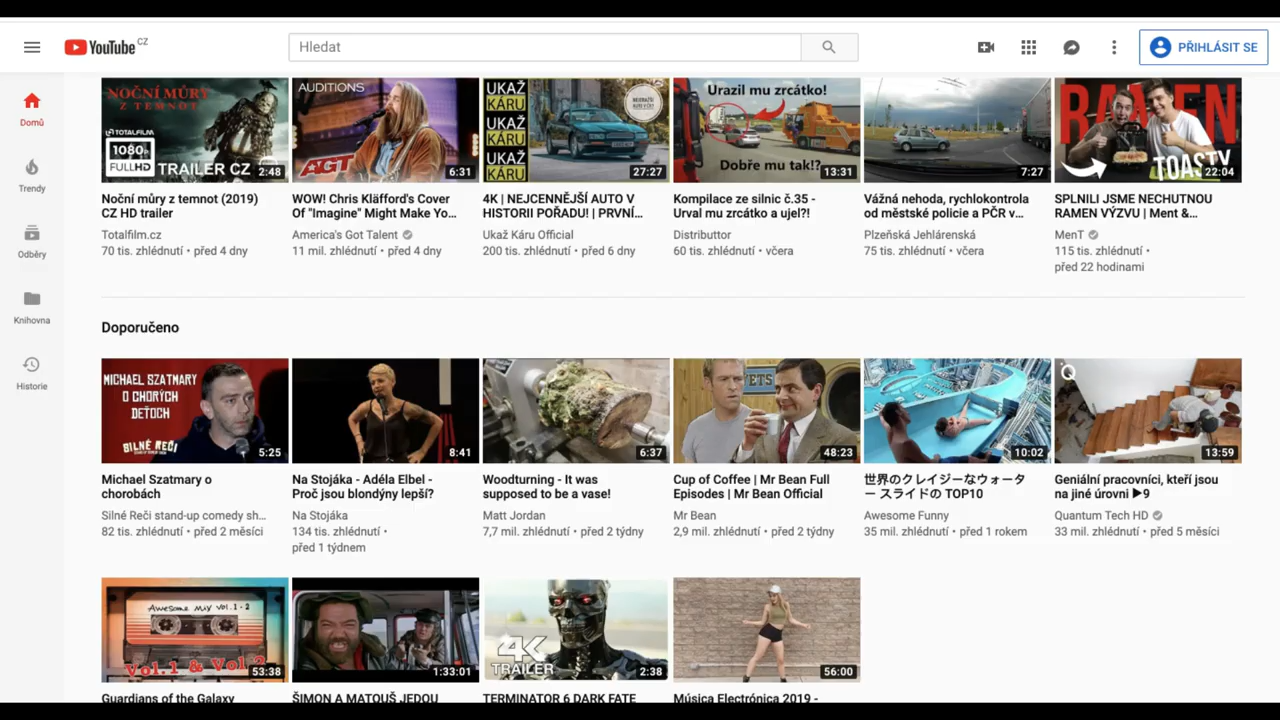 YouTube CZ
Hledat
PŘIHLÁSIT SE
Domů
Trendy
Odběry
Knihovna
Historie
NOČNÍ MŮRY
Z TEMNOT
TOTALFILM
1080p
FULLHD
TRAILER CZ
2:48
Noční můry z temnot (2019)
CZ HD trailer
Totalfilm.cz
70 tis. zhlédnutí • před 4 dny
AUDITIONS
AGT
6:31
WOW! Chris Kläfford's Cover
Of "Imagine" Might Make Yo...
America's Got Talent
11 mil. zhlédnutí • před 4 dny
UKAŽ
KÁRU
UKAŽ
KÁRU
UKAŽ
KÁRU
27:27
4K | NEJCENNĚJŠÍ AUTO V
HISTORII POŘADU! | PRVNÍ...
Ukaž Káru Official
200 tis. zhlédnutí • před 6 dny
Urazil mu zrcátko!
Dobře mu tak!?
13:31
Kompilace ze silnic č.35 -
Urval mu zrcátko a ujel?!
Distributtor
60 tis. zhlédnutí • včera
7:27
Vážná nehoda, rychlokontrola
od městské policie a PČR v...
Plzeňská Jehlárenská
75 tis. zhlédnutí • včera
RAMEN
TOASTY
22:04
SPLNILI JSME NECHUTNOU
RAMEN VÝZVU | Ment &...
MenT
115 tis. zhlédnutí •
před 22 hodinami
Doporučeno
MICHAEL SZATMARY
O CHORÝCH
DEŤOCH
SILNÉ REČI
5:25
Michael Szatmary o
chorobách
Silné Reči stand-up comedy sh...
82 tis. zhlédnutí • před 2 měsíci
8:41
Na Stojáka - Adéla Elbel -
Proč jsou blondýny lepší?
Na Stojáka
134 tis. zhlédnutí •
před 1 týdnem
6:37
Woodturning - It was
supposed to be a vase!
Matt Jordan
7,7 mil. zhlédnutí • před 2 týdny
VETS
48:23
Cup of Coffee | Mr Bean Full
Episodes | Mr Bean Official
Mr Bean
2,9 mil. zhlédnutí • před 2 týdny
10:02
世界のクレイジーなウォータ
ー スライドの TOP10
Awesome Funny
35 mil. zhlédnutí • před 1 rokem
Q
13:59
Geniální pracovníci, kteří jsou
na jiné úrovni ▶9
Quantum Tech HD
33 mil. zhlédnutí • před 5 měsíci
Awesome Mix Vol.1-2
Vol.1 & Vol.2
53:38
Guardians of the Galaxy
1:33:01
ŠIMON A MATOUŠ JEDOU
4K
TRAILER
2:38
TERMINATOR 6 DARK FATE
56:00
Música Electrónica 2019 -